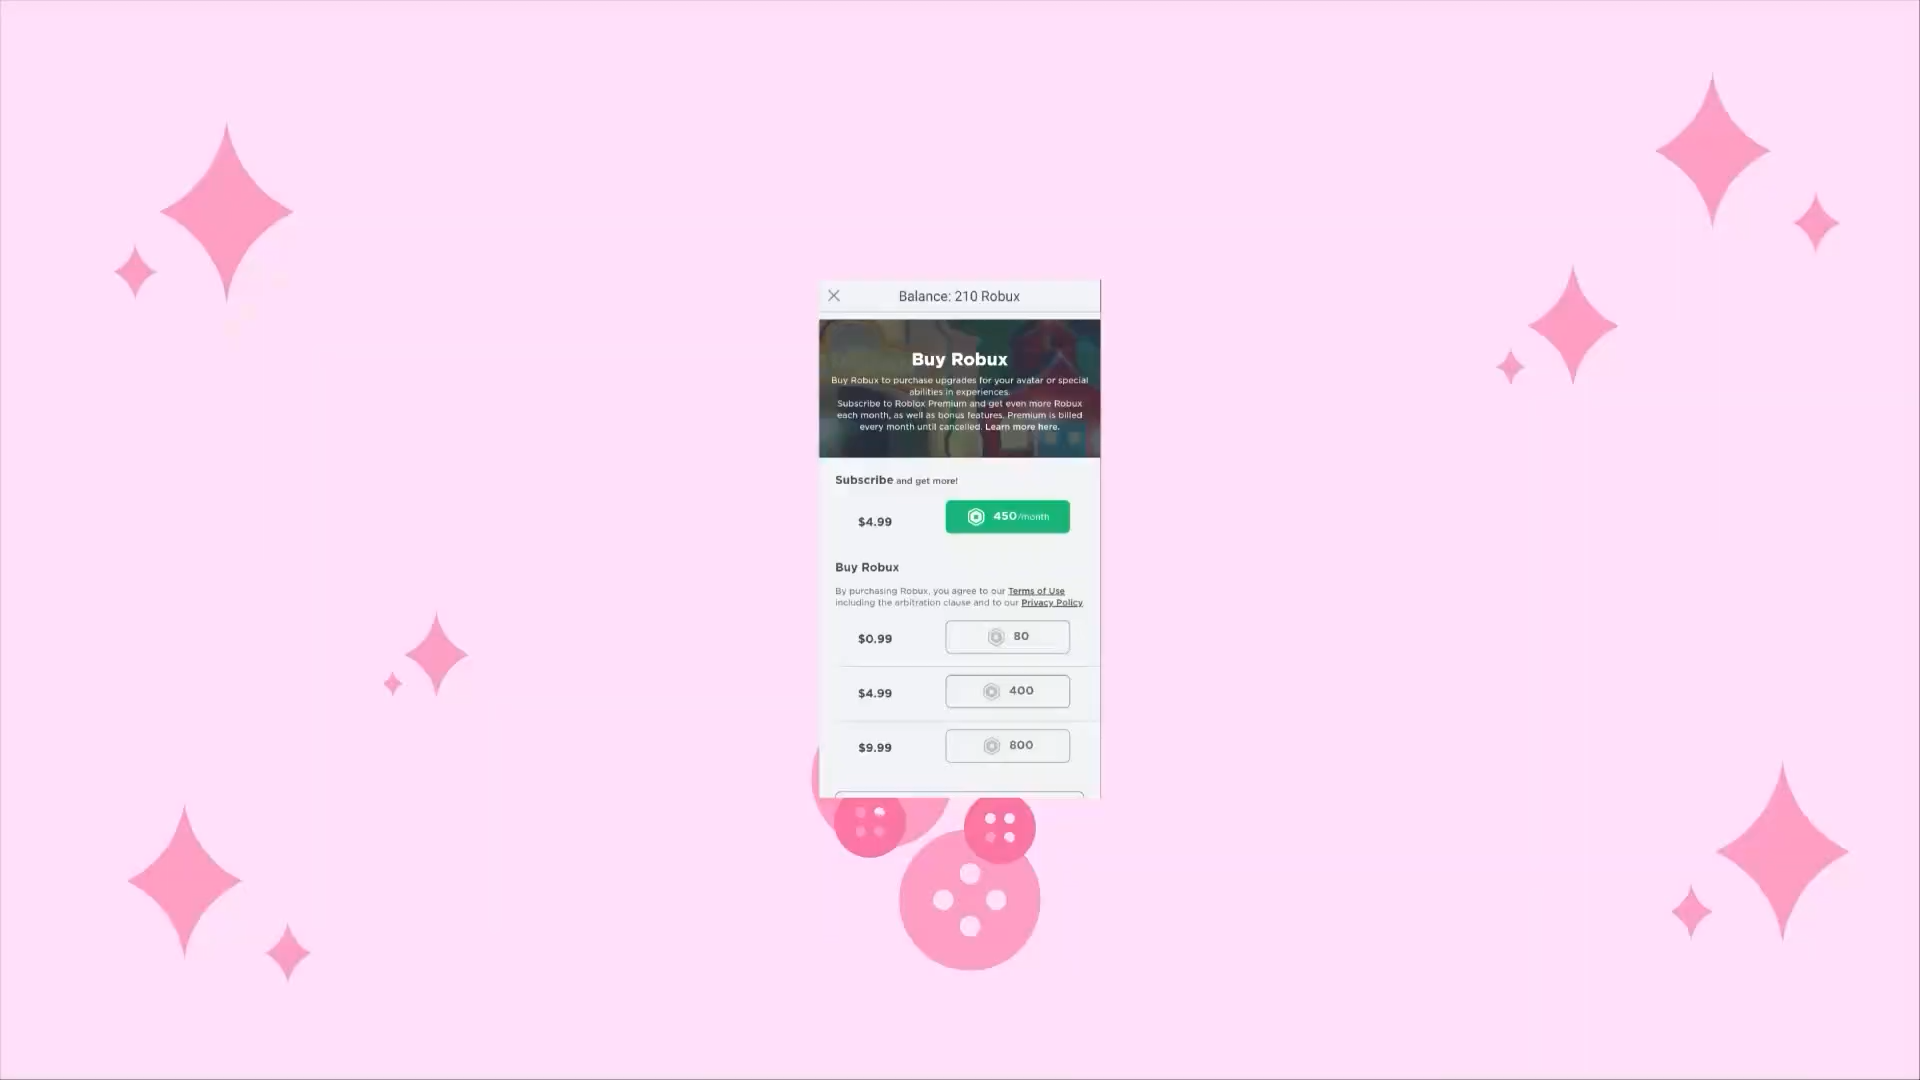 Balance: 210 Robux
Buy Robux
Buy Robux to purchase upgrades for your avatar or special
abilities in experiences.
Subscribe to Roblox Premium and get even more Robux
each month, as well as bonus features. Premium is billed
every month until cancelled. Learn more here.
Subscribe and get more!
$4.99 450/month
Buy Robux
By purchasing Robux, you agree to our Terms of Use
including the arbitration clause and to our Privacy Policy
$0.99 80
$4.99 400
$9.99 800